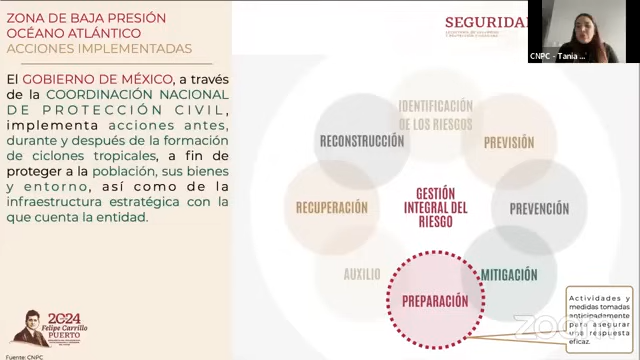 ZONA DE BAJA PRESIÓN
OCÉANO ATLÁNTICO
ACCIONES IMPLEMENTADAS
El GOBIERNO DE MÉXICO, a través
de la COORDINACIÓN NACIONAL
DE PROTECCIÓN CIVIL,
implementa acciones antes,
durante y después de la formación
de ciclones tropicales, a fin de
proteger a la población, sus bienes
y entorno, así como de la
infraestructura estratégica con la
que cuenta la entidad.
2024
Felipe Carrillo
PUERTO
Fuente: CNPC
SEGURIDA
CNPC - Tania ...
IDENTIFICACIÓN
DE LOS RIESGOS
RECONSTRUCCIÓN
PREVISIÓN
RECUPERACIÓN
GESTIÓN
INTEGRAL DEL
RIESGO
PREVENCIÓN
AUXILIO
MITIGACIÓN
PREPARACIÓN
Actividades y
medidas tomadas
anticipadamente
para asegurar
una respuesta
eficaz.
zoom